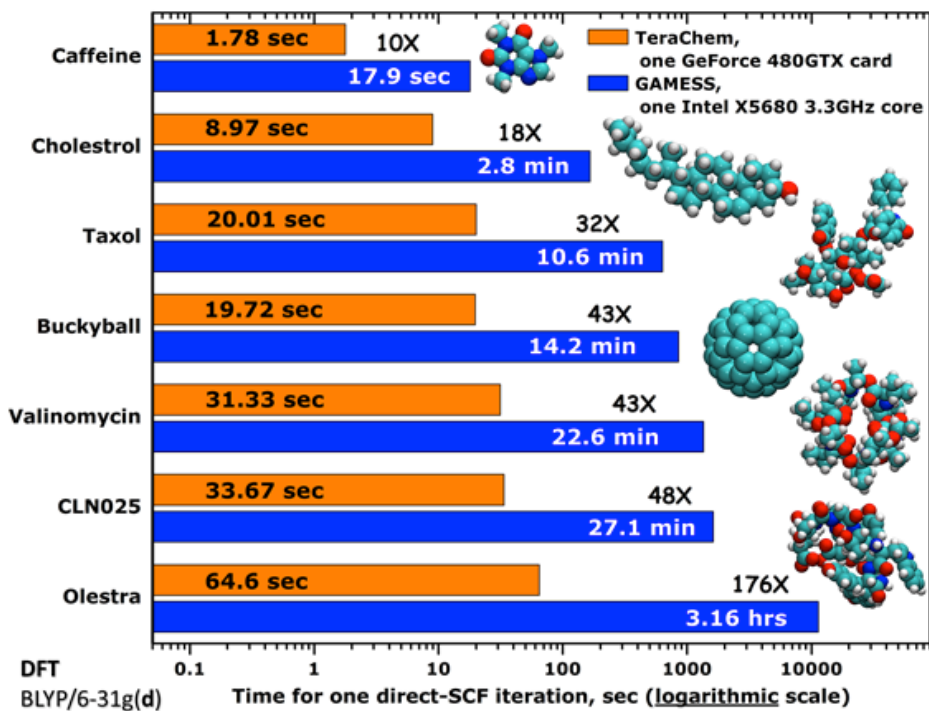 Caffeine
1.78 sec
10X
17.9 sec
TeraChem,
one GeForce 480GTX card
GAMESS,
one Intel X5680 3.3GHz core
Cholestrol
8.97 sec
18X
2.8 min
Taxol
20.01 sec
32X
10.6 min
Buckyball
19.72 sec
43X
14.2 min
Valinomycin
31.33 sec
43X
22.6 min
CLN025
33.67 sec
48X
27.1 min
Olestra
64.6 sec
176X
3.16 hrs
0.1 1 10 100 1000 10000
DFT
BLYP/6-31g(d)
Time for one direct-SCF iteration, sec (logarithmic scale)